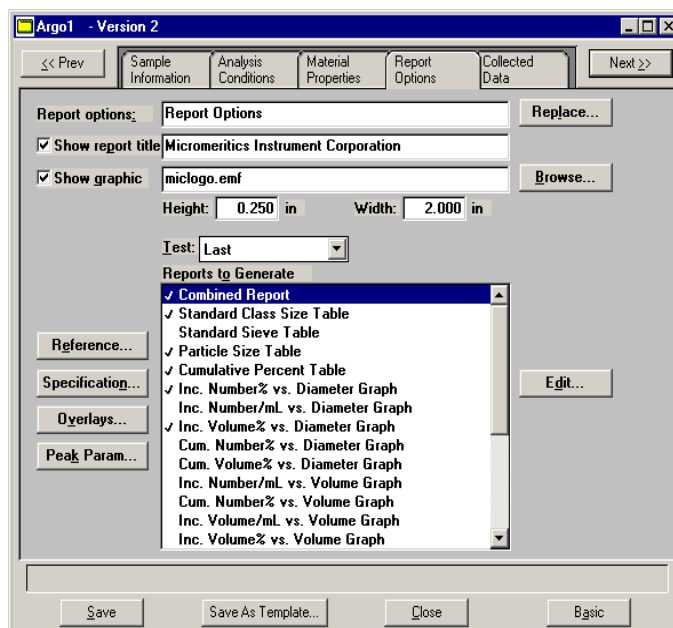 Argo1 - Version 2
<< Prev
Sample Information
Analysis Conditions
Material Properties
Report Options
Collected Data
Next >>
Report options: Report Options Replace...
Show report title Micromeritics Instrument Corporation
Show graphic miclogo.emf Browse...
Height: 0.250 in Width: 2.000 in
Test: Last
Reports to Generate
✓ Combined Report
✓ Standard Class Size Table
Standard Sieve Table
✓ Particle Size Table
✓ Cumulative Percent Table
✓ Inc. Number% vs. Diameter Graph
Inc. Number/mL vs. Diameter Graph
✓ Inc. Volume% vs. Diameter Graph
Cum. Number% vs. Diameter Graph
Cum. Volume% vs. Diameter Graph
Inc. Number/mL vs. Volume Graph
Cum. Number% vs. Volume Graph
Inc. Volume/mL vs. Volume Graph
Inc. Volume% vs. Volume Graph
Reference...
Specification...
Overlays...
Peak Param...
Edit...
Save Save As Template... Close Basic